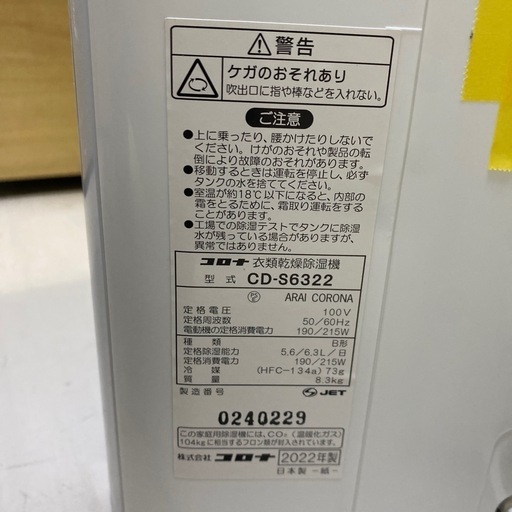 警告
ケガのおそれあり
吹出口に指や棒などを入れない。
ご注意
●上に乗ったり、腰かけたりしないで
ください。けがのおそれや製品の転
倒により故障のおそれがあります。
●移動するときは運転を停止し、必ず
タンクの水を捨ててください。
●室温が約18℃以下になると、内部の
霜をとるために、霜取り運転をする
ことがあります。
●工場での除湿テストでタンクに除湿
水が残っている場合がありますが、
異常ではありません。
コロナ 衣類乾燥除湿機
型式 CD-S6322
ARAI CORONA
定格電圧 100V
定格周波数 50/60Hz
電動機の定格消費電力 190/215W
種類 B形
定格除湿能力 5.6/6.3L/日
定格消費電力 190/215W
冷媒 (HFC-134a) 73g
質量 8.3kg
製造番号 JET
0240229
この家庭用除湿機には、CO₂(温暖化ガス)
104kgに相当するフロン類が封入されています。
株式会社 コロナ 2022年製
日本製 -紙-